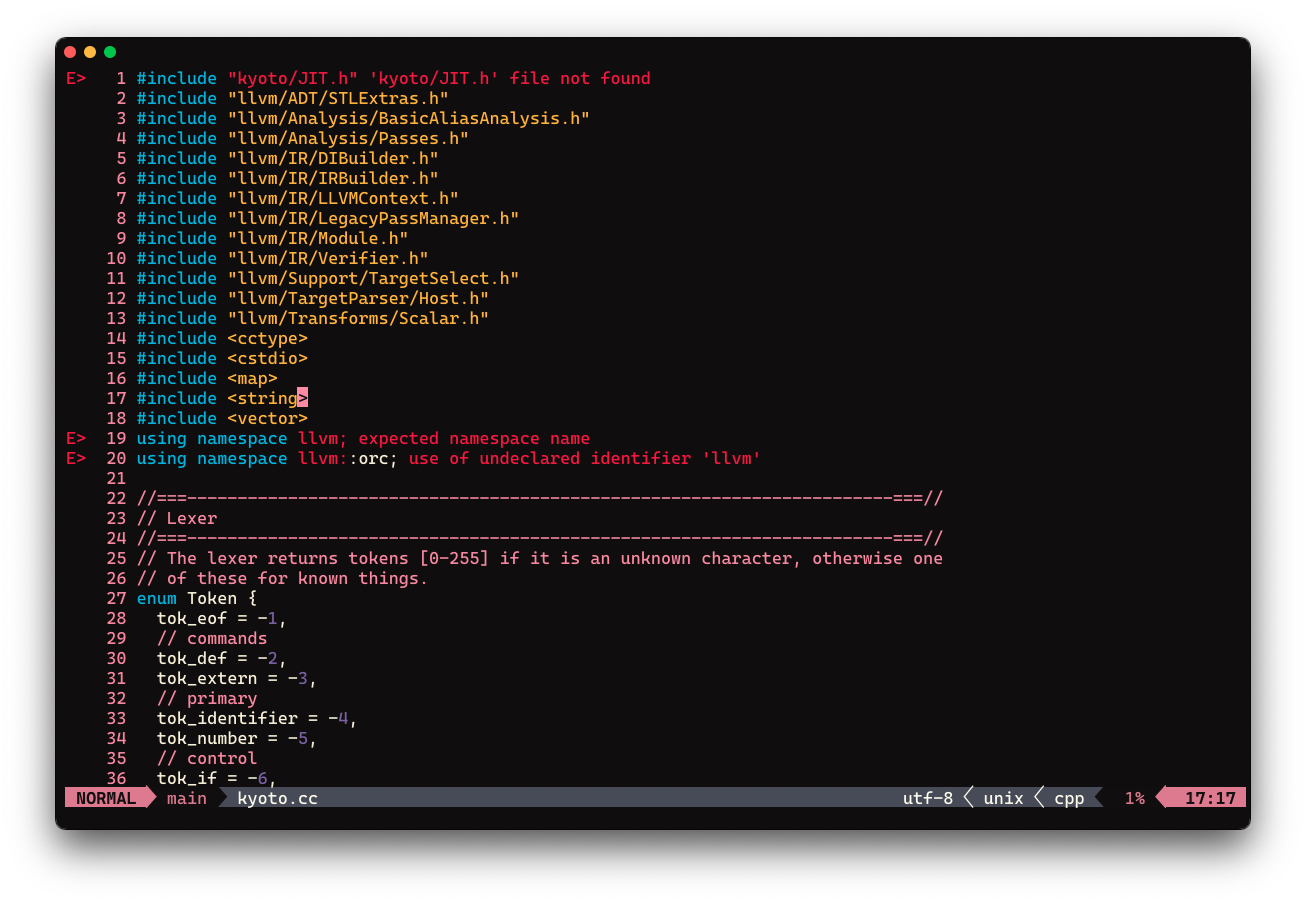 E> 1 #include "kyoto/JIT.h" 'kyoto/JIT.h' file not found
2 #include "llvm/ADT/STLExtras.h"
3 #include "llvm/Analysis/BasicAliasAnalysis.h"
4 #include "llvm/Analysis/Passes.h"
5 #include "llvm/IR/DIBuilder.h"
6 #include "llvm/IR/IRBuilder.h"
7 #include "llvm/IR/LLVMContext.h"
8 #include "llvm/IR/LegacyPassManager.h"
9 #include "llvm/IR/Module.h"
10 #include "llvm/IR/Verifier.h"
11 #include "llvm/Support/TargetSelect.h"
12 #include "llvm/TargetParser/Host.h"
13 #include "llvm/Transforms/Scalar.h"
14 #include <cctype>
15 #include <cstdio>
16 #include <map>
17 #include <string>
18 #include <vector>
E> 19 using namespace llvm; expected namespace name
E> 20 using namespace llvm::orc; use of undeclared identifier 'llvm'
21
22 //===----------------------------------------------------------------------===//
23 // Lexer
24 //===----------------------------------------------------------------------===//
25 // The lexer returns tokens [0-255] if it is an unknown character, otherwise one
26 // of these for known things.
27 enum Token {
28   tok_eof = -1,
29   // commands
30   tok_def = -2,
31   tok_extern = -3,
32   // primary
33   tok_identifier = -4,
34   tok_number = -5,
35   // control
36   tok_if = -6,
NORMAL main kyoto.cc utf-8 unix cpp 1% 17:17